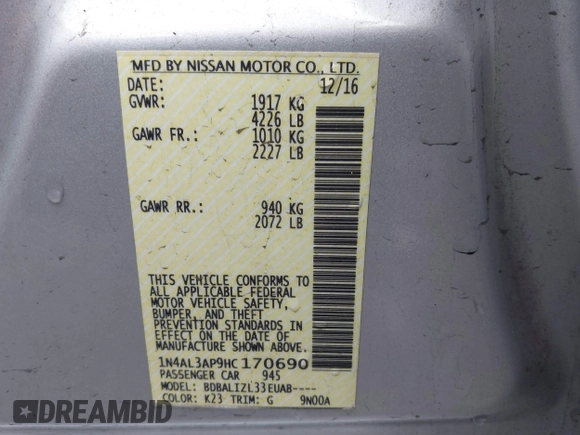 MFD BY NISSAN MOTOR CO., LTD.
DATE: 12/16
GVWR: 1917 KG
4226 LB
GAWR FR.: 1010 KG
2227 LB
GAWR RR.: 940 KG
2072 LB
THIS VEHICLE CONFORMS TO
ALL APPLICABLE FEDERAL
MOTOR VEHICLE SAFETY,
BUMPER, AND THEFT
PREVENTION STANDARDS IN
EFFECT ON THE DATE OF
MANUFACTURE SHOWN ABOVE.
1N4AL3AP9HC170690
PASSENGER CAR 945
MODEL: BDBALIZL33EUAB----
COLOR: K23 TRIM: G 9N00A
DREAMBID